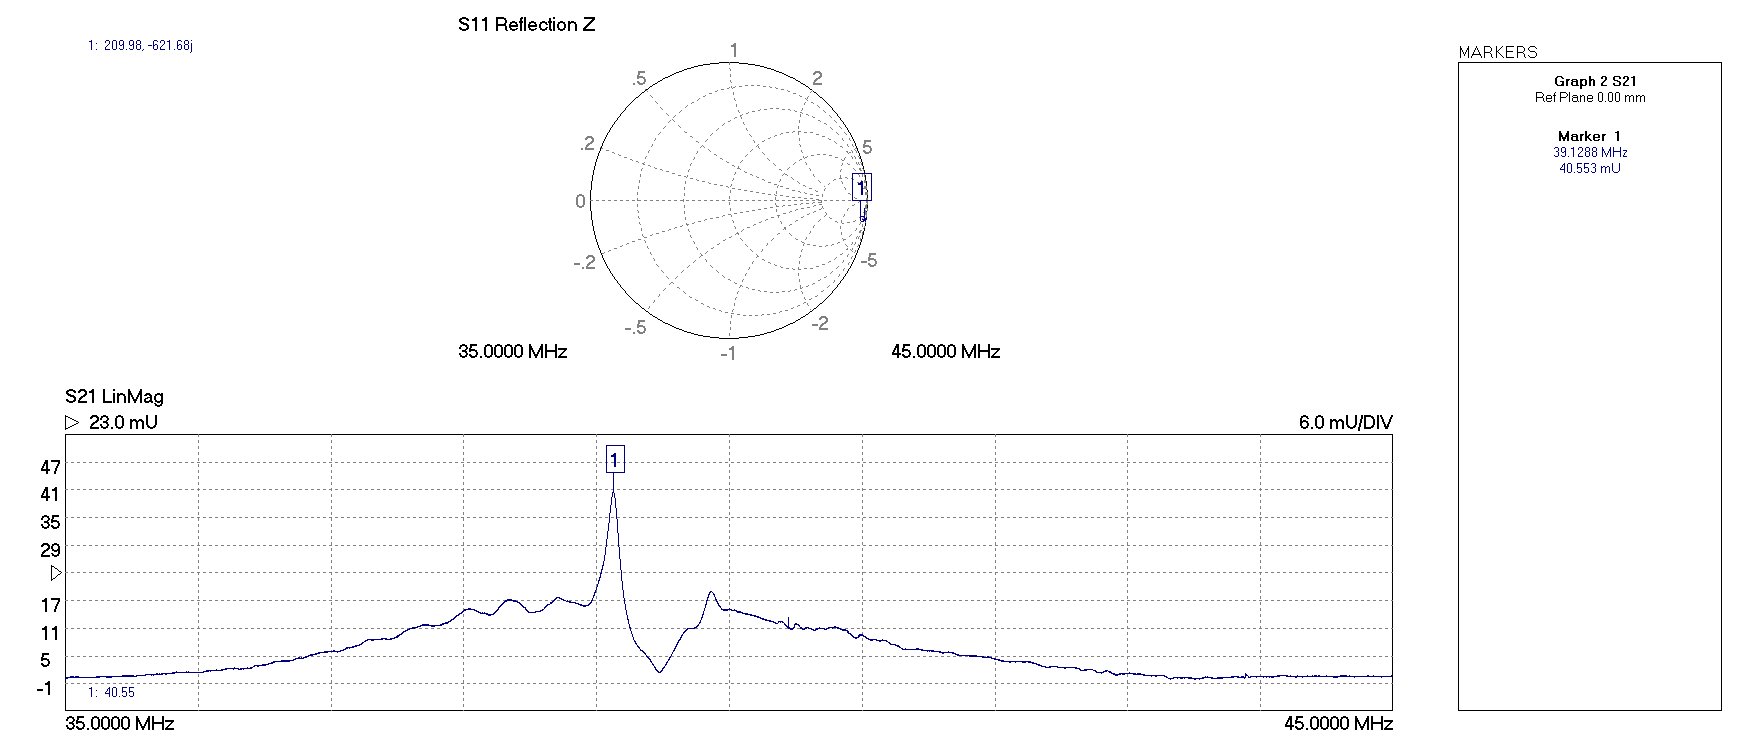 S11 Reflection Z
1: 209.98, -621.68j
1
.5
2
.2
5
1
0
-.2
-5
-.5
-2
-1
35.0000 MHz
45.0000 MHz
MARKERS
Graph 2 S21
Ref Plane 0.00 mm
Marker 1
39.1288 MHz
40.553 mU
S21 LinMag
23.0 mU
6.0 mU/DIV
47
1
41
35
29
17
11
5
-1
1: 40.55
35.0000 MHz
45.0000 MHz